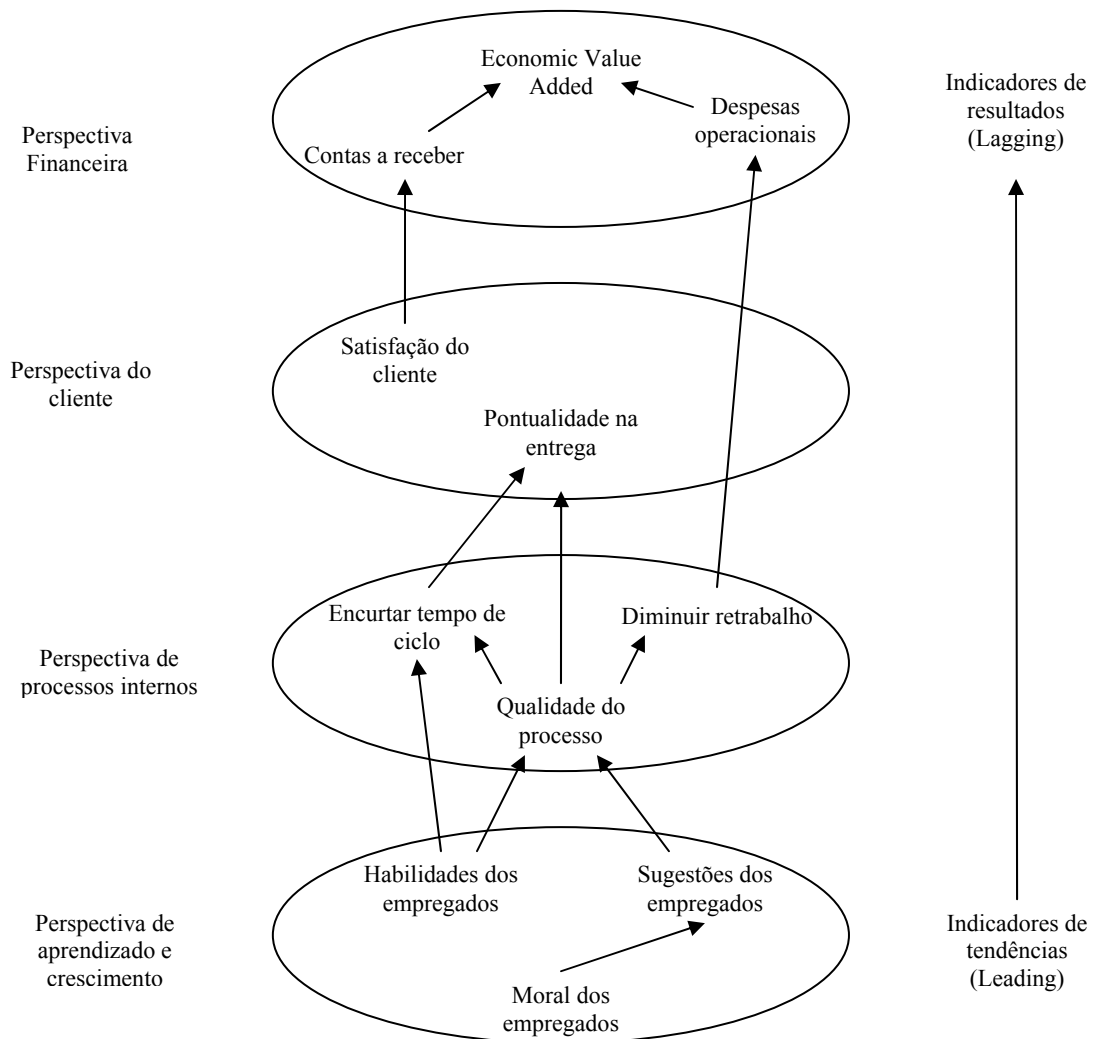 Economic Value
Added
Despesas
operacionais
Contas a receber
Perspectiva
Financeira
Indicadores de
resultados
(Lagging)
Satisfação do
cliente
Pontualidade na
entrega
Perspectiva do
cliente
Encurtar tempo de
ciclo
Diminuir retrabalho
Qualidade do
processo
Perspectiva de
processos internos
Habilidades dos
empregados
Sugestões dos
empregados
Moral dos
empregados
Perspectiva de
aprendizado e
crescimento
Indicadores de
tendências
(Leading)